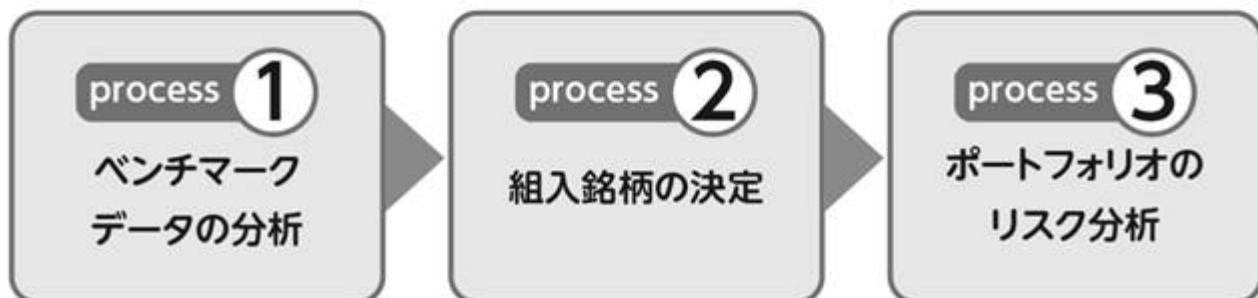 process 1
ベンチマーク
データの分析
process 2
組入銘柄の決定
process 3
ポートフォリオの
リスク分析